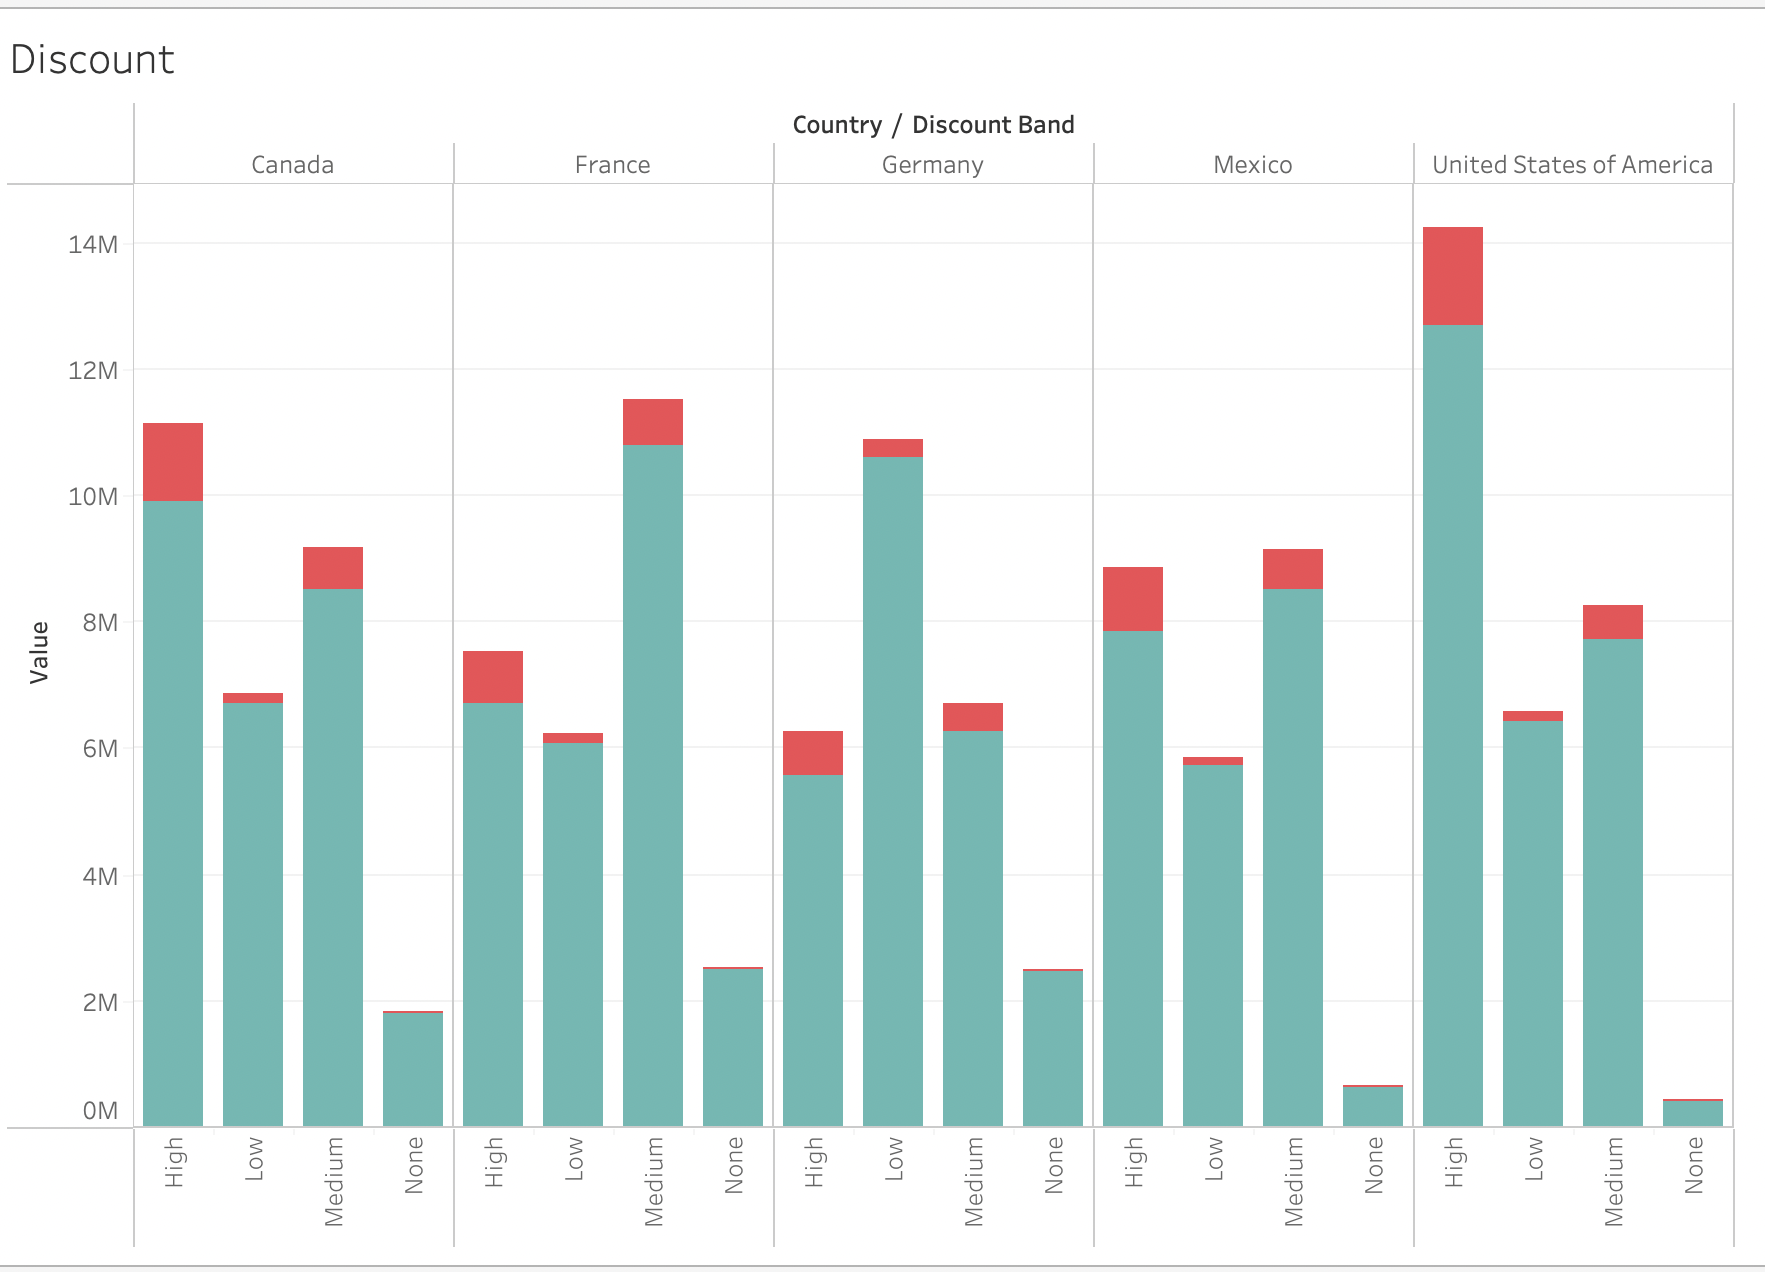 Discount
Country / Discount Band
Canada France Germany Mexico United States of America
14M
12M
10M
8M
6M
4M
2M
0M
Value
High Low Medium None High Low Medium None High Low Medium None High Low Medium None High Low Medium None